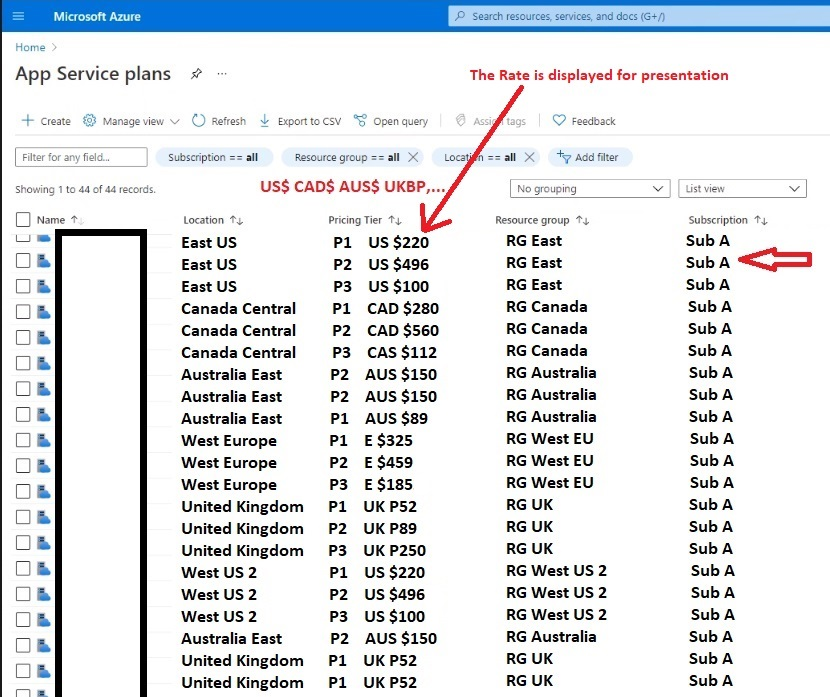 Microsoft Azure
Search resources, services, and docs (G+/)
Home
App Service plans
...
The Rate is displayed for presentation
Create Manage view Refresh Export to CSV Open query Assign tags Feedback
Filter for any field... Subscription == all Resource group == all Location == all Add filter
Showing 1 to 44 of 44 records.
US$ CAD$ AUS$ UKBP,...
No grouping List view
Name Location Pricing Tier Resource group Subscription
East US P1 US $220 RG East Sub A
East US P2 US $496 RG East Sub A
East US P3 US $100 RG East Sub A
Canada Central P1 CAD $280 RG Canada Sub A
Canada Central P2 CAD $560 RG Canada Sub A
Canada Central P3 CAS $112 RG Canada Sub A
Australia East P2 AUS $150 RG Australia Sub A
Australia East P2 AUS $150 RG Australia Sub A
Australia East P1 AUS $89 RG Australia Sub A
West Europe P1 E $325 RG West EU Sub A
West Europe P2 E $459 RG West EU Sub A
West Europe P3 E $185 RG West EU Sub A
United Kingdom P1 UK P52 RG UK Sub A
United Kingdom P2 UK P89 RG UK Sub A
United Kingdom P3 UK P250 RG UK Sub A
West US 2 P1 US $220 RG West US 2 Sub A
West US 2 P2 US $496 RG West US 2 Sub A
West US 2 P3 US $100 RG West US 2 Sub A
Australia East P2 AUS $150 RG Australia Sub A
United Kingdom P1 UK P52 RG UK Sub A
United Kingdom P1 UK P52 RG UK Sub A